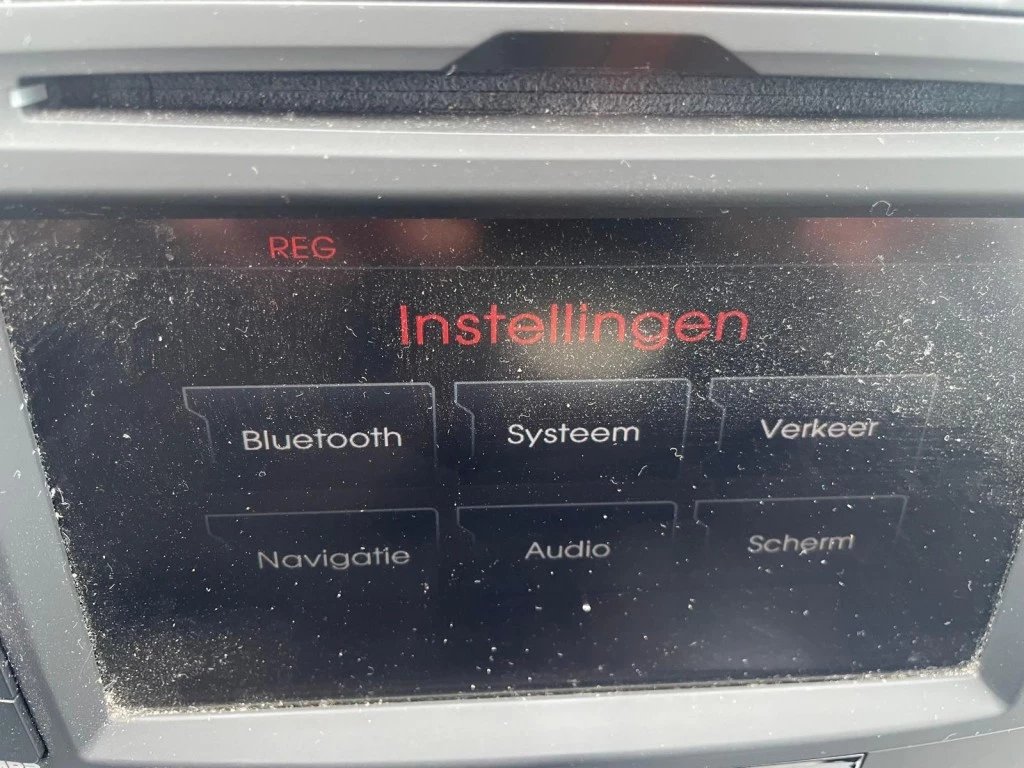 REG
Instellingen
Bluetooth Systeem Verkeer
Navigatie Audio Scherm